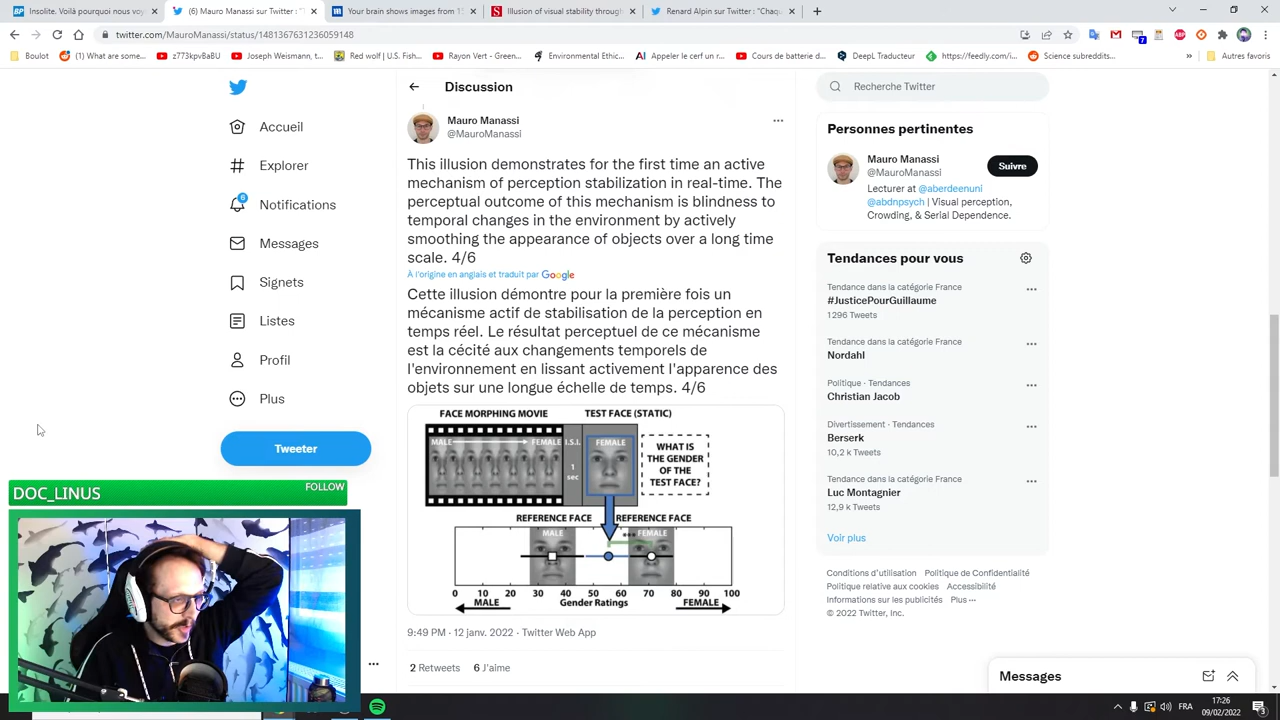 Insolite. Voilà pourquoi nous voy
(6) Mauro Manassi sur Twitter : "T
Your brain shows images from 15
Illusion of visual stability through
Renard Alpin sur Twitter : "Chaqu
twitter.com/MauroManassi/status/1481367631236059148
Boulot
(2) What are some...
z773kpvBaBU
Joseph Weismann, t...
Red wolf | U.S. Fish...
Rayon Vert - Green...
Environmental Ethic...
Appeler le cerf un r...
Cours de batterie d...
DeepL Traducteur
https://feedly.com/i...
Science subreddits...
»
Autres favoris
Accueil
Explorer
6
Notifications
Messages
Signets
Listes
Profil
Plus
Tweeter
Discussion
Mauro Manassi
@MauroManassi
This illusion demonstrates for the first time an active
mechanism of perception stabilization in real-time. The
perceptual outcome of this mechanism is blindness to
temporal changes in the environment by actively
smoothing the appearance of objects over a long time
scale. 4/6
À l'origine en anglais et traduit par Google
Cette illusion démontre pour la première fois un
mécanisme actif de stabilisation de la perception en
temps réel. Le résultat perceptuel de ce mécanisme
est la cécité aux changements temporels de
l'environnement en lissant activement l'apparence des
objets sur une longue échelle de temps. 4/6
FACE MORPHING MOVIE
TEST FACE (STATIC)
MALE
FEMALE
I.S.I.
1
sec
FEMALE
WHAT IS
THE GENDER
OF THE
TEST FACE?
REFERENCE FACE
REFERENCE FACE
MALE
FEMALE
0 10 20 30 40 50 60 70 80 90 100
MALE
Gender Ratings
FEMALE
9:49 PM · 12 janv. 2022 · Twitter Web App
2 Retweets 6 J'aime
Recherche Twitter
Personnes pertinentes
Mauro Manassi
@MauroManassi
Suivre
Lecturer at @aberdeenuni
@abdnpsych | Visual perception,
Crowding, & Serial Dependence.
Tendances pour vous
Tendance dans la catégorie France
#JusticePourGuillaume
1 296 Tweets
Tendance dans la catégorie France
Nordahl
Politique · Tendances
Christian Jacob
Divertissement · Tendances
Berserk
10,2 k Tweets
Tendance dans la catégorie France
Luc Montagnier
12,9 k Tweets
Voir plus
Conditions d'utilisation Politique de Confidentialité
Politique relative aux cookies Accessibilité
Informations sur les publicités Plus ···
© 2022 Twitter, Inc.
Messages
DOC_LINUS
FOLLOW
FRA
17:26
09/02/2022